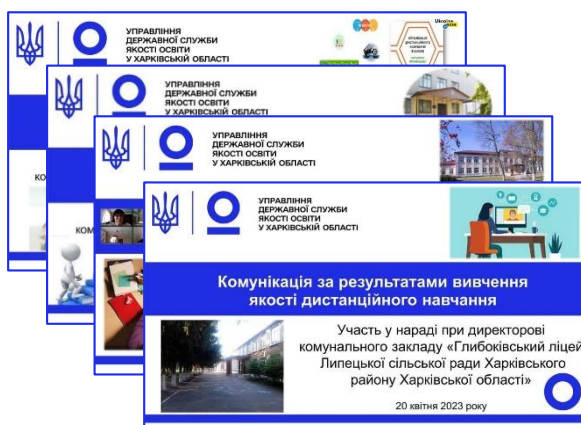 УПРАВЛІННЯ
ДЕРЖАВНОЇ СЛУЖБИ
ЯКОСТІ ОСВІТИ
У ХАРКІВСЬКІЙ ОБЛАСТІ
УПРАВЛІННЯ
ДЕРЖАВНОЇ СЛУЖБИ
ЯКОСТІ ОСВІТИ
У ХАРКІВСЬКІЙ ОБЛАСТІ
УПРАВЛІННЯ
ДЕРЖАВНОЇ СЛУЖБИ
ЯКОСТІ ОСВІТИ
У ХАРКІВСЬКІЙ ОБЛАСТІ
КОМ
УПРАВЛІННЯ
ДЕРЖАВНОЇ СЛУЖБИ
ЯКОСТІ ОСВІТИ
У ХАРКІВСЬКІЙ ОБЛАСТІ
Комунікація за результатами вивчення
якості дистанційного навчання
Участь у нараді при директорові
комунального закладу «Глибоківський ліцей
Липецької сільської ради Харківського
району Харківської області»
20 квітня 2023 року